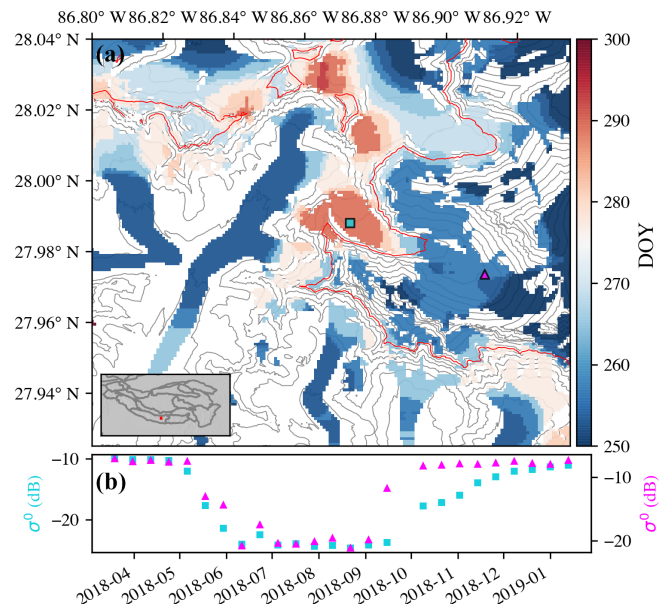 86.80° W 86.82° W 86.84° W 86.86° W 86.88° W 86.90° W 86.92° W
28.04° N
28.02° N
28.00° N
27.98° N
27.96° N
27.94° N
(a)
300
290
280
270
260
250
DOY
(b)
−10
−20
σ⁰ (dB)
−10
−20
σ⁰ (dB)
2018-04 2018-05 2018-06 2018-07 2018-08 2018-09 2018-10 2018-11 2018-12 2019-01